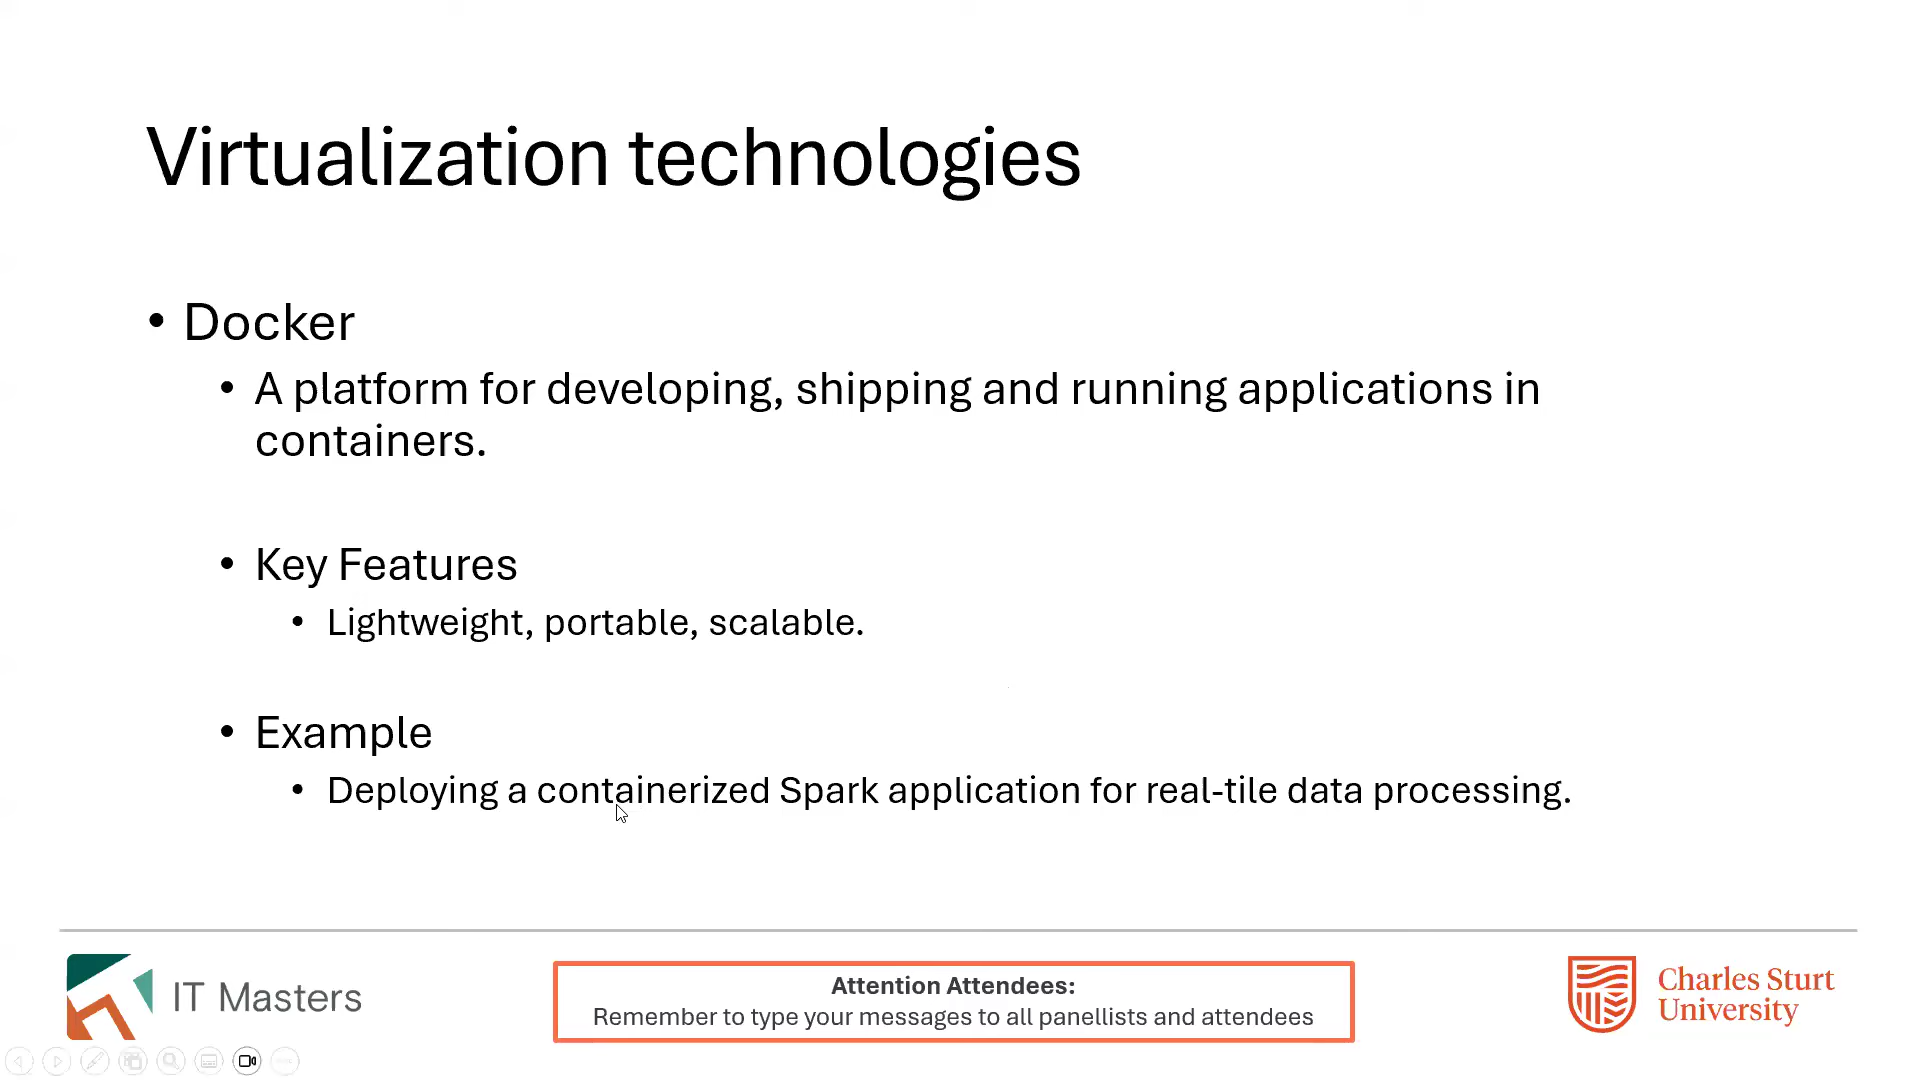 Virtualization technologies
• Docker
• A platform for developing, shipping and running applications in
containers.
• Key Features
• Lightweight, portable, scalable.
• Example
• Deploying a containerized Spark application for real-tile data processing.
IT Masters
Attention Attendees:
Remember to type your messages to all panellists and attendees
Charles Sturt
University